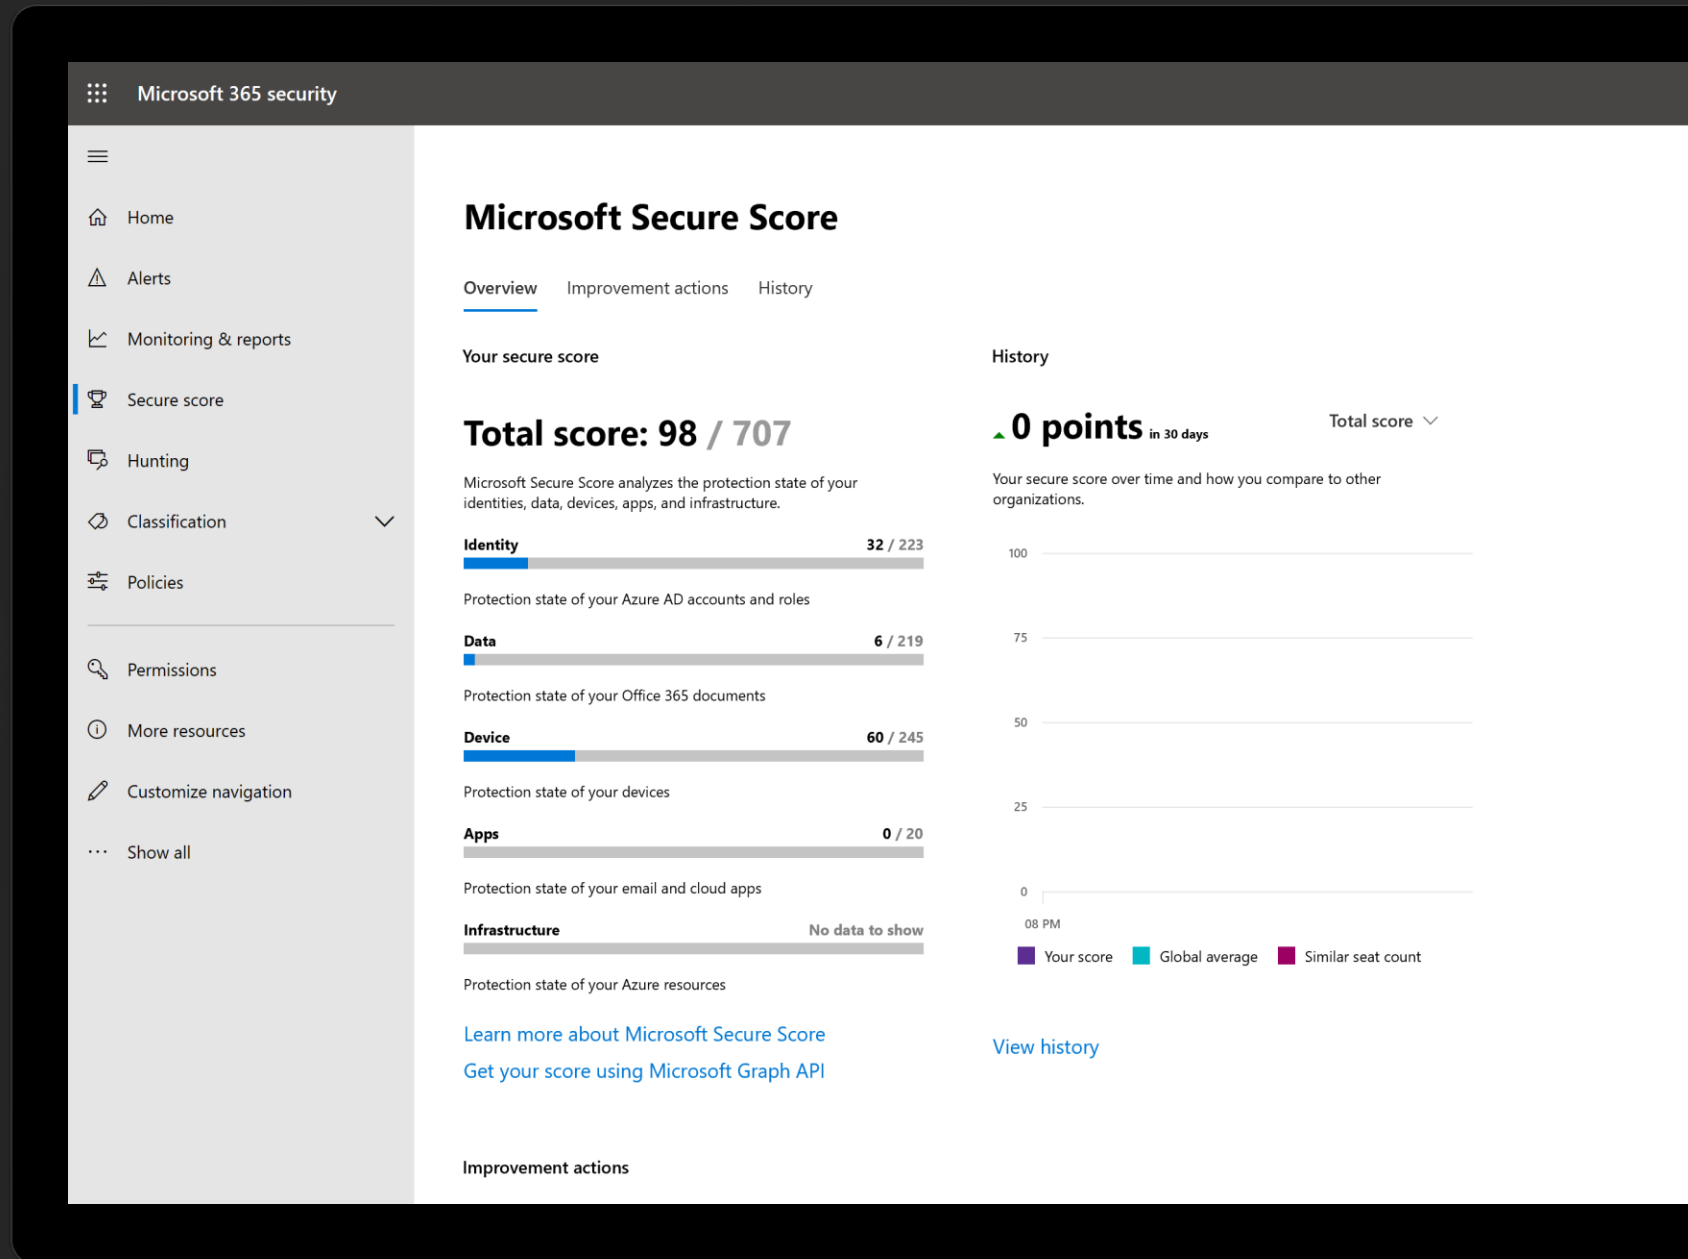 Microsoft 365 security
Home
Alerts
Monitoring & reports
Secure score
Hunting
Classification
Policies
Permissions
More resources
Customize navigation
Show all
Microsoft Secure Score
Overview Improvement actions History
Your secure score
Total score: 98 / 707
Microsoft Secure Score analyzes the protection state of your
identities, data, devices, apps, and infrastructure.
Identity 32 / 223
Protection state of your Azure AD accounts and roles
Data 6 / 219
Protection state of your Office 365 documents
Device 60 / 245
Protection state of your devices
Apps 0 / 20
Protection state of your email and cloud apps
Infrastructure No data to show
Protection state of your Azure resources
Learn more about Microsoft Secure Score
Get your score using Microsoft Graph API
Improvement actions
History
0 points in 30 days
Total score
Your secure score over time and how you compare to other
organizations.
100
75
50
25
0
08 PM
Your score Global average Similar seat count
View history